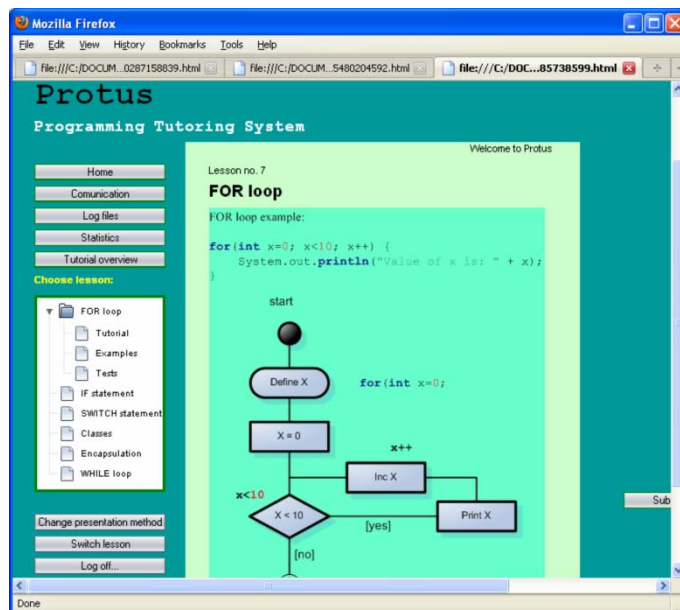 Mozilla Firefox
File Edit View History Bookmarks Tools Help
file:///C:/DOCUM...0287158839.html
file:///C:/DOCUM...5480204592.html
file:///C:/DOC...85738599.html
Protus
Programming Tutoring System
Welcome to Protus
Home
Comunication
Log files
Statistics
Tutorial overview
Choose lesson:
FOR loop
Tutorial
Examples
Tests
IF statement
SWITCH statement
Classes
Encapsulation
WHILE loop
Change presentation method
Switch lesson
Log off...
Lesson no. 7
FOR loop
FOR loop example:
for(int x=0; x<10; x++) {
System.out.println("Value of x is: " + x);
}
start
Define X
for(int x=0;
X = 0
x++
Inc X
x<10
X < 10
[yes]
Print X
[no]
Sub
Done